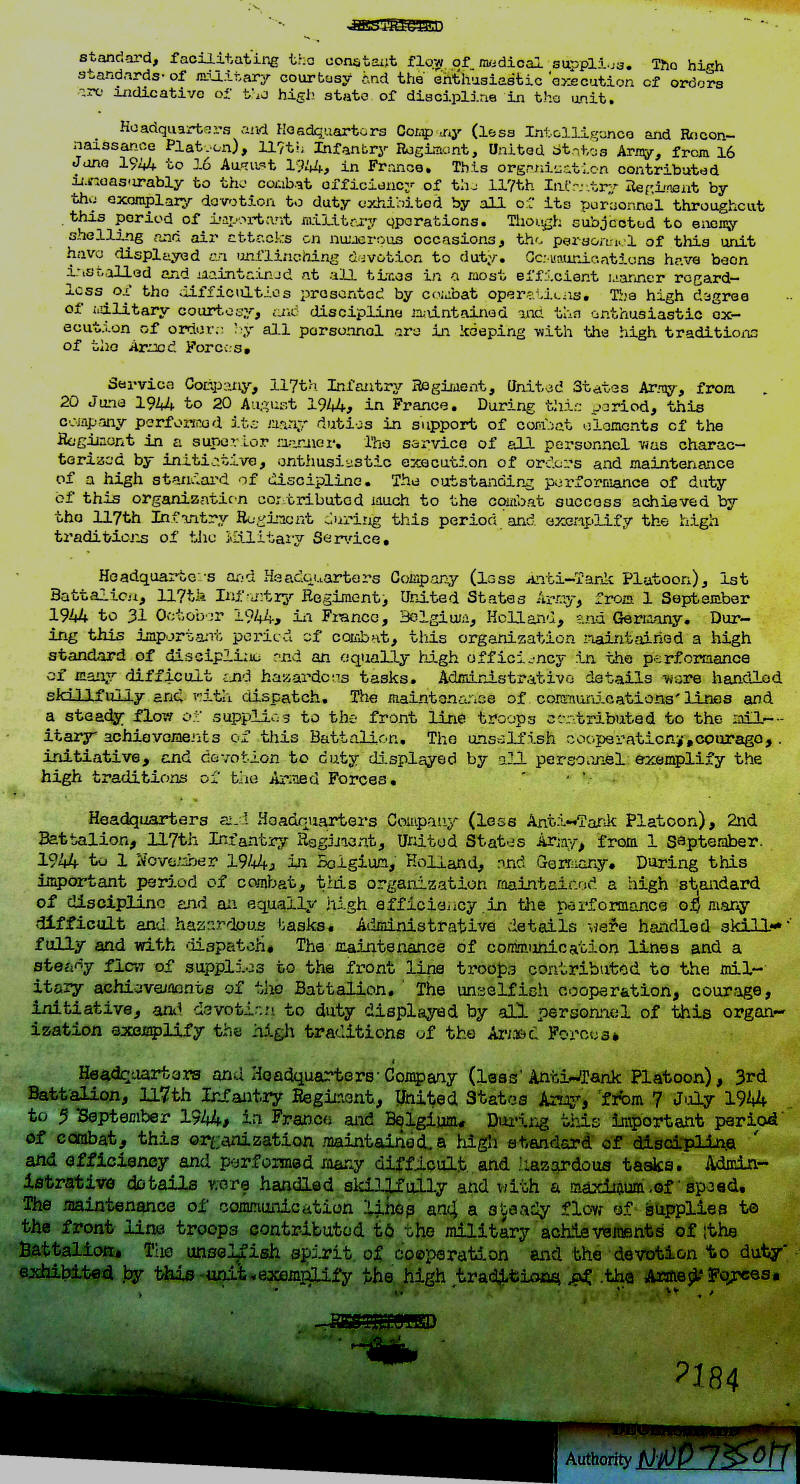 RESTRICTED
standard, facilitating the constant flow of medical supplies. The high
standards of military courtesy and the enthusiastic execution of orders
are indicative of the high state of discipline in the unit.
Headquarters and Headquarters Company (less Intelligence and Recon-
naissance Platoon), 117th Infantry Regiment, United States Army, from 16
June 1944 to 16 August 1944, in France. This organization contributed
immeasurably to the combat efficiency of the 117th Infantry Regiment by
the examplary devotion to duty exhibited by all of its personnel throughout
this period of important military operations. Though subjected to enemy
shelling and air attacks on numerous occasions, the personnel of this unit
have displayed an unflinching devotion to duty. Communications have been
installed and maintained at all times in a most efficient manner regard-
less of the difficulties presented by combat operations. The high degree
of military courtesy, and discipline maintained and the enthusiastic ex-
ecution of orders by all personnel are in keeping with the high traditions
of the Armed Forces.
Service Company, 117th Infantry Regiment, United States Army, from
20 June 1944 to 20 August 1944, in France. During this period, this
company performed its many duties in support of combat elements of the
Regiment in a superior manner. The service of all personnel was charac-
terized by initiative, enthusiastic execution of orders and maintenance
of a high standard of discipline. The outstanding performance of duty
of this organization contributed much to the combat success achieved by
the 117th Infantry Regiment during this period and exemplify the high
traditions of the Military Service.
Headquarters and Headquarters Company (less Anti-Tank Platoon), 1st
Battalion, 117th Infantry Regiment, United States Army, from 1 September
1944 to 31 October 1944, in France, Belgium, Holland, and Germany. Dur-
ing this important period of combat, this organization maintained a high
standard of discipline and an equally high efficiency in the performance
of many difficult and hazardous tasks. Administrative details were handled
skillfully and with dispatch. The maintenance of communications lines and
a steady flow of supplies to the front line troops contributed to the mil-
itary achievements of this Battalion. The unselfish cooperation, courage,
initiative, and devotion to duty displayed by all personnel exemplify the
high traditions of the Armed Forces.
Headquarters and Headquarters Company (less Anti-Tank Platoon), 2nd
Battalion, 117th Infantry Regiment, United States Army, from 1 September
1944 to 1 November 1944, in Belgium, Holland, and Germany. During this
important period of combat, this organization maintained a high standard
of discipline and an equally high efficiency in the performance of many
difficult and hazardous tasks. Administrative details were handled skill-
fully and with dispatch. The maintenance of communication lines and a
steady flow of supplies to the front line troops contributed to the mil-
itary achievements of the Battalion. The unselfish cooperation, courage,
initiative, and devotion to duty displayed by all personnel of this organ-
ization exemplify the high traditions of the Armed Forces.
Headquarters and Headquarters Company (less Anti-Tank Platoon), 3rd
Battalion, 117th Infantry Regiment, United States Army, from 7 July 1944
to 5 September 1944, in France and Belgium. During this important period
of combat, this organization maintained a high standard of discipline
and efficiency and performed many difficult and hazardous tasks. Admin-
istrative details were handled skillfully and with a maximum of speed.
The maintenance of communication lines and a steady flow of supplies to
the front line troops contributed to the military achievements of the
Battalion. The unselfish spirit of cooperation and the devotion to duty
exhibited by this unit exemplify the high traditions of the Armed Forces.
RESTRICTED
2184
Authority NND 735017